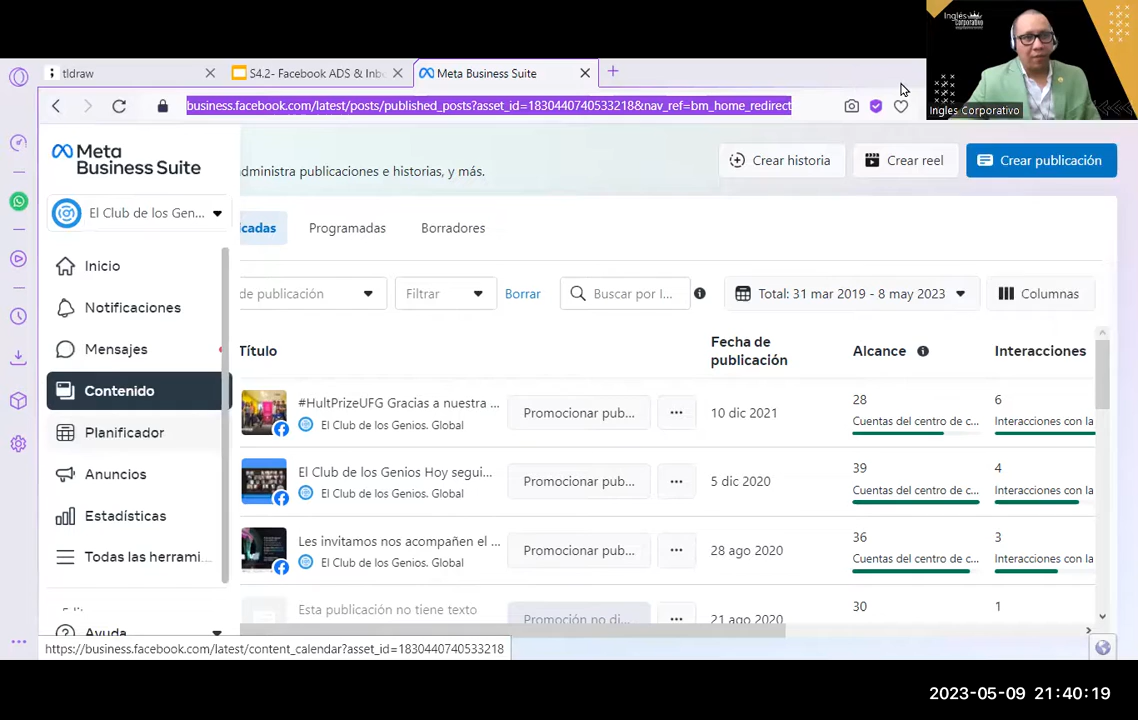 tldraw
S4.2- Facebook ADS & Inb
Meta Business Suite
business.facebook.com/latest/posts/published_posts?asset_id=1830440740533218&nav_ref=bm_home_redirect
Inglés
Corporativo
Ingles Corporativo
Meta
Business Suite
El Club de los Gen...
Inicio
Notificaciones
Mensajes
Contenido
Planificador
Anuncios
Estadísticas
Todas las herrami...
Ayuda
administra publicaciones e historias, y más.
Crear historia
Crear reel
Crear publicación
cadas
Programadas
Borradores
de publicación
Filtrar
Borrar
Buscar por I...
Total: 31 mar 2019 - 8 may 2023
Columnas
Título
Fecha de
publicación
Alcance
Interacciones
#HultPrizeUFG Gracias a nuestra ...
El Club de los Genios. Global
Promocionar pub...
10 dic 2021
28
Cuentas del centro de c...
6
Interacciones con la
El Club de los Genios Hoy segui...
El Club de los Genios. Global
Promocionar pub...
5 dic 2020
39
Cuentas del centro de c...
4
Interacciones con la
Les invitamos nos acompañen el ...
El Club de los Genios. Global
Promocionar pub...
28 ago 2020
36
Cuentas del centro de c...
3
Interacciones con la
Esta publicación no tiene texto
Promoción no di...
21 ago 2020
30
1
https://business.facebook.com/latest/content_calendar?asset_id=1830440740533218
2023-05-09 21:40:19